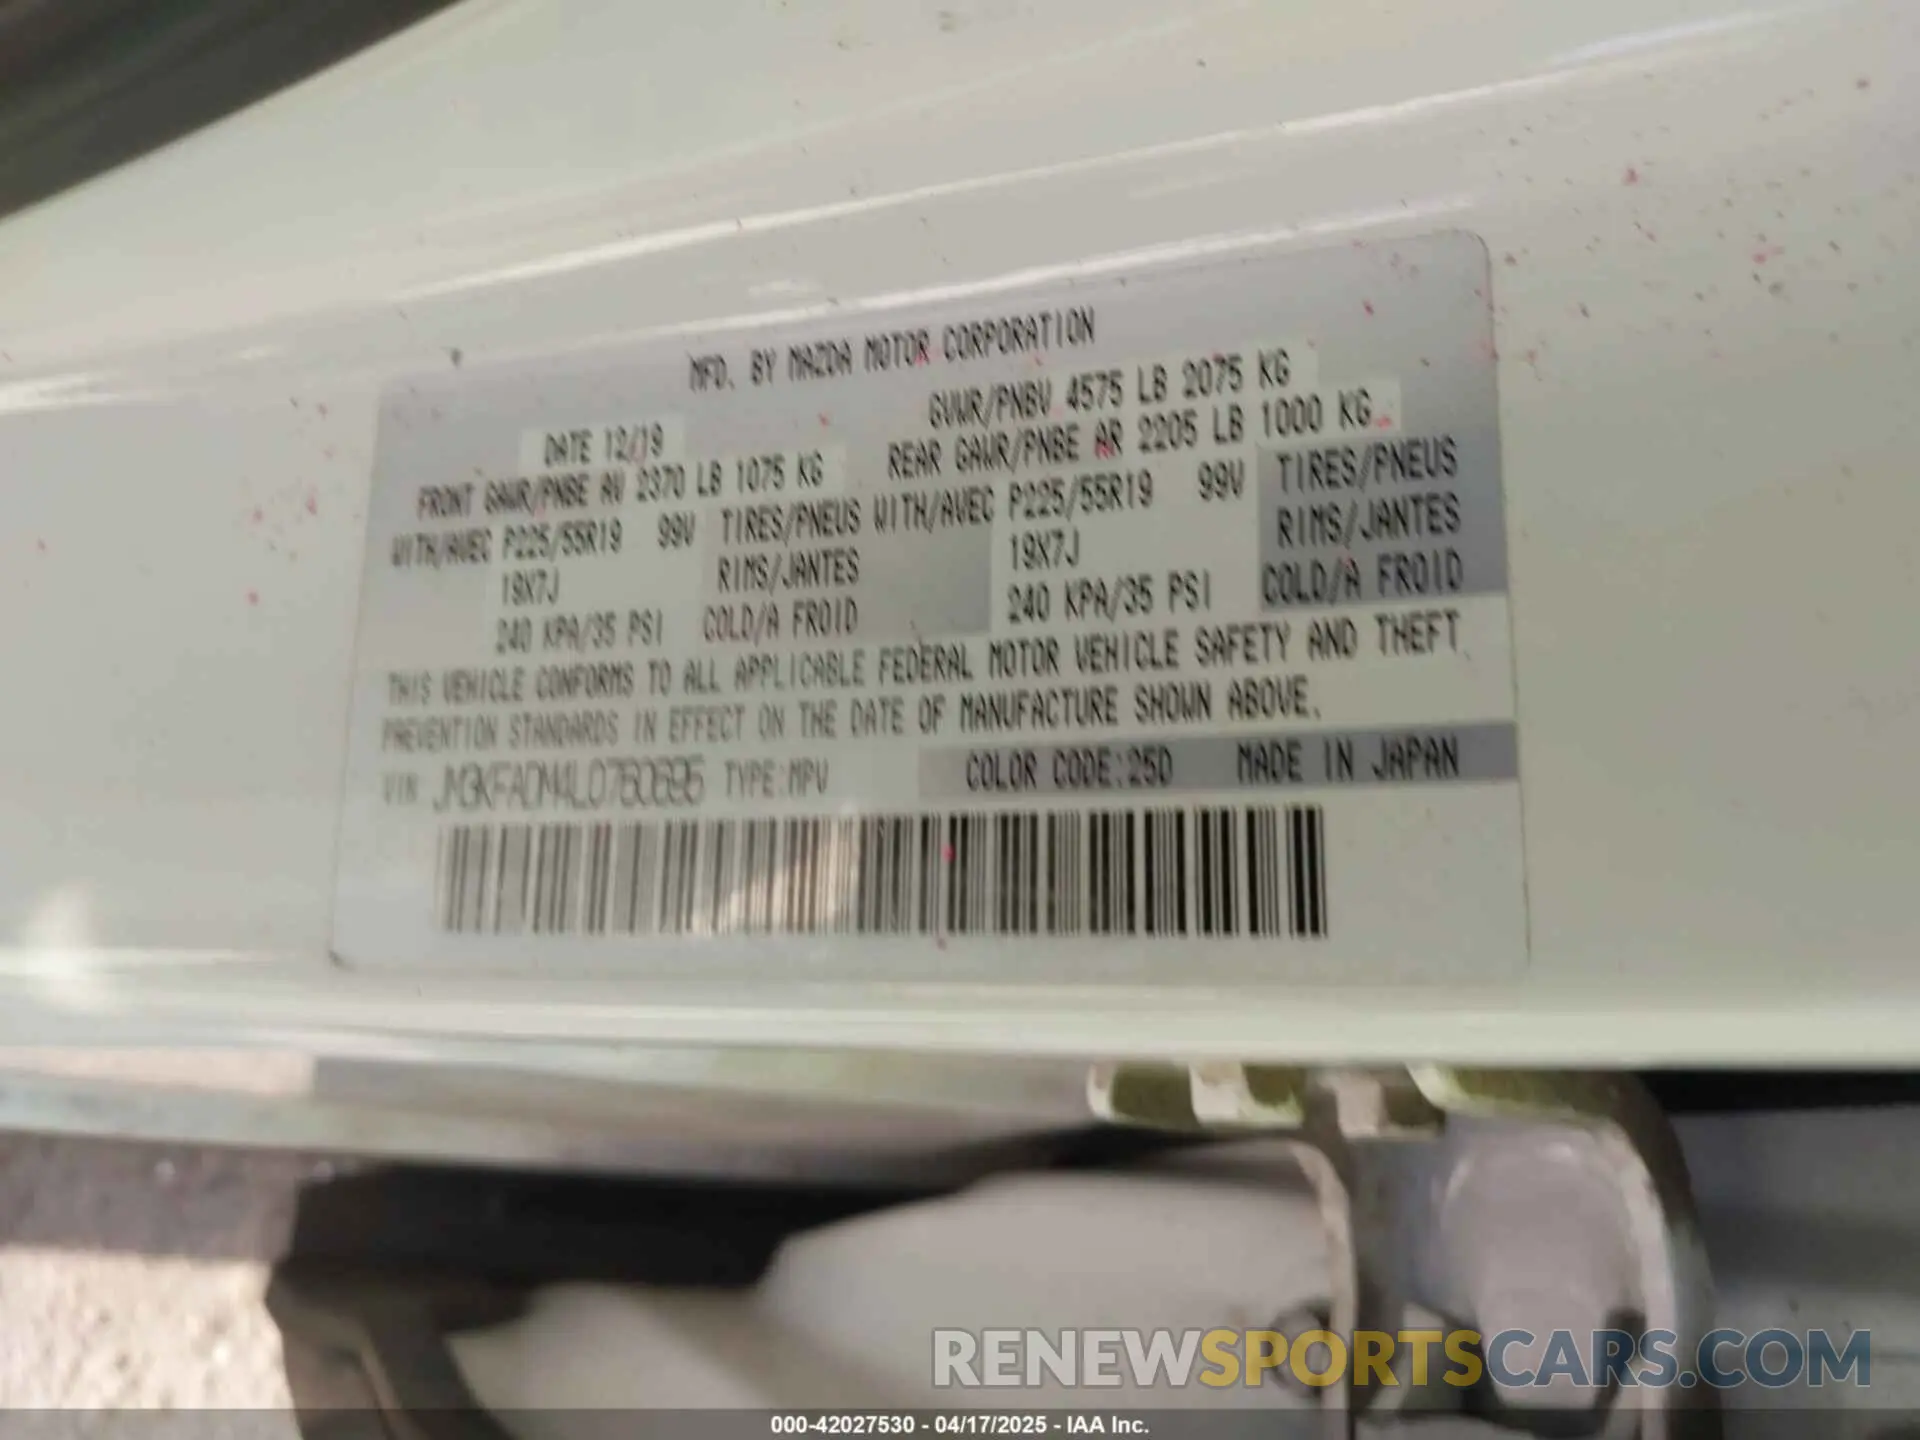 MFD. BY MAZDA MOTOR CORPORATION
DATE 12/19 GVWR/PNBV 4575 LB 2075 KG
FRONT GAWR/PNBE AV 2370 LB 1075 KG REAR GAWR/PNBE AR 2205 LB 1000 KG
WITH/AVEC P225/55R19 99V TIRES/PNEUS WITH/AVEC P225/55R19 99V TIRES/PNEUS
19X7J RIMS/JANTES 19X7J RIMS/JANTES
240 KPA/35 PSI COLD/A FROID 240 KPA/35 PSI COLD/A FROID
THIS VEHICLE CONFORMS TO ALL APPLICABLE FEDERAL MOTOR VEHICLE SAFETY AND THEFT
PREVENTION STANDARDS IN EFFECT ON THE DATE OF MANUFACTURE SHOWN ABOVE.
VIN JM3KFADM4L0760695 TYPE:MPV COLOR CODE:25D MADE IN JAPAN
RENEWSPORTSCARS.COM
000-42027530 - 04/17/2025 - IAA Inc.